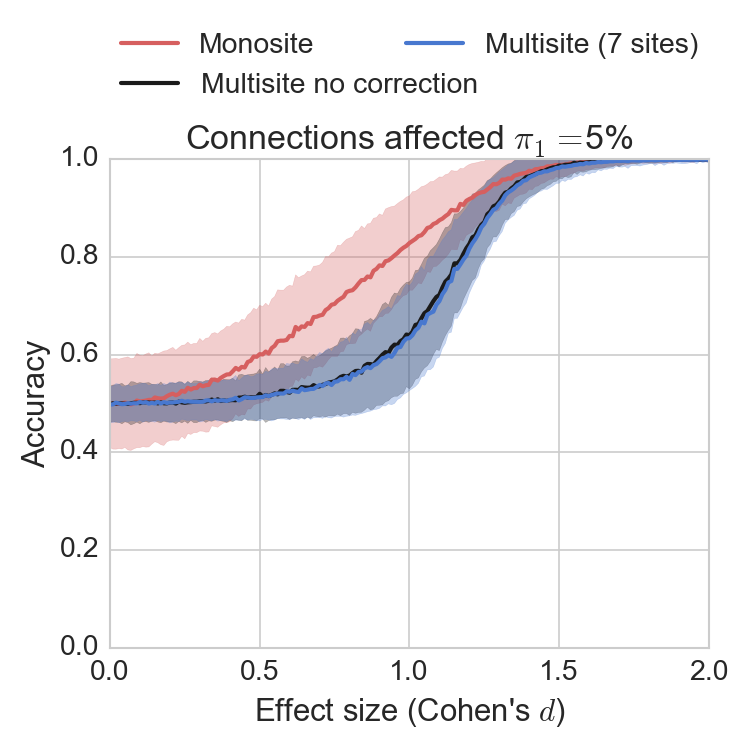 Monosite
Multisite (7 sites)
Multisite no correction
Connections affected π₁ =5%
1.0
0.8
0.6
0.4
0.2
0.0
Accuracy
0.0 0.5 1.0 1.5 2.0
Effect size (Cohen's d)